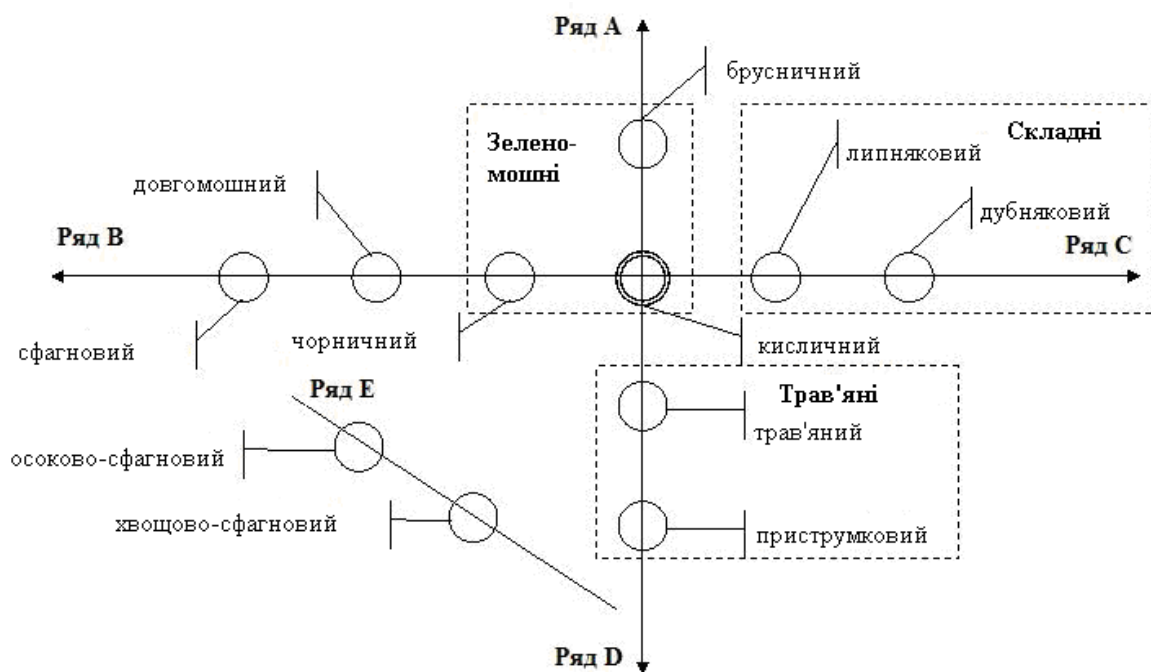 Ряд А
брусничний
Зелено-
мошні
Складні
липняковий
довгомошний
дубняковий
Ряд В
Ряд С
сфагновий
чорничний
кисличний
Ряд Е
Трав'яні
трав'яний
осоково-сфагновий
хвощово-сфагновий
приструмковий
Ряд D